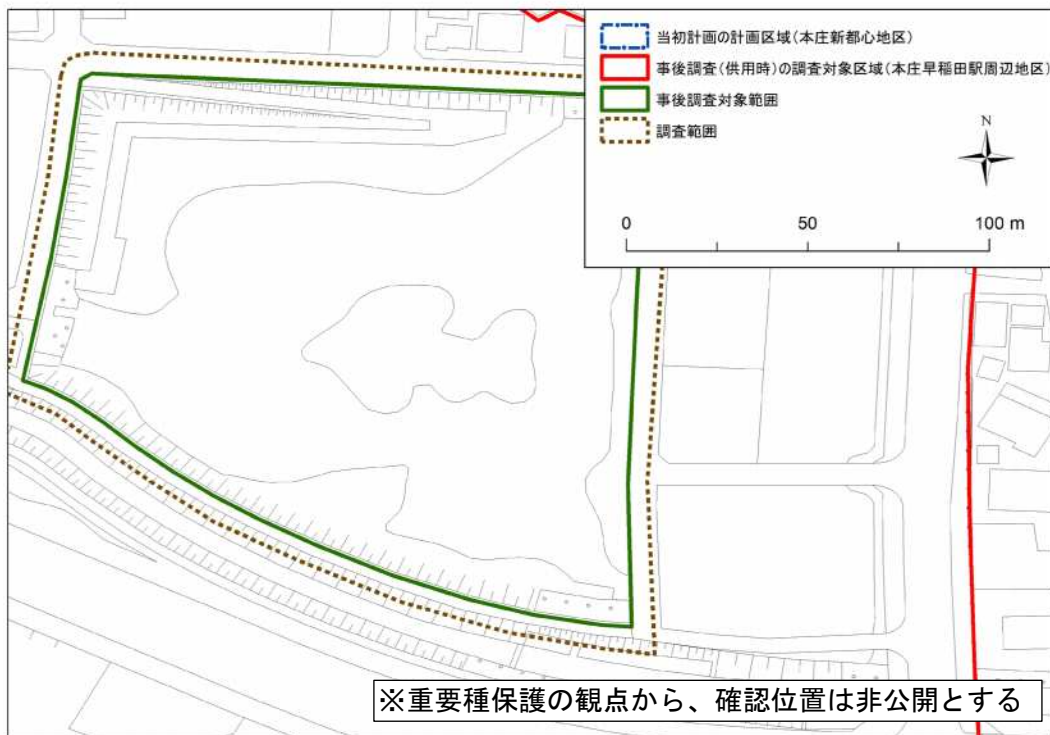 当初計画の計画区域(本庄新都心地区)
事後調査(供用時)の調査対象区域(本庄早稲田駅周辺地区)
事後調査対象範囲
調査範囲
N
0 50 100 m
※重要種保護の観点から、確認位置は非公開とする